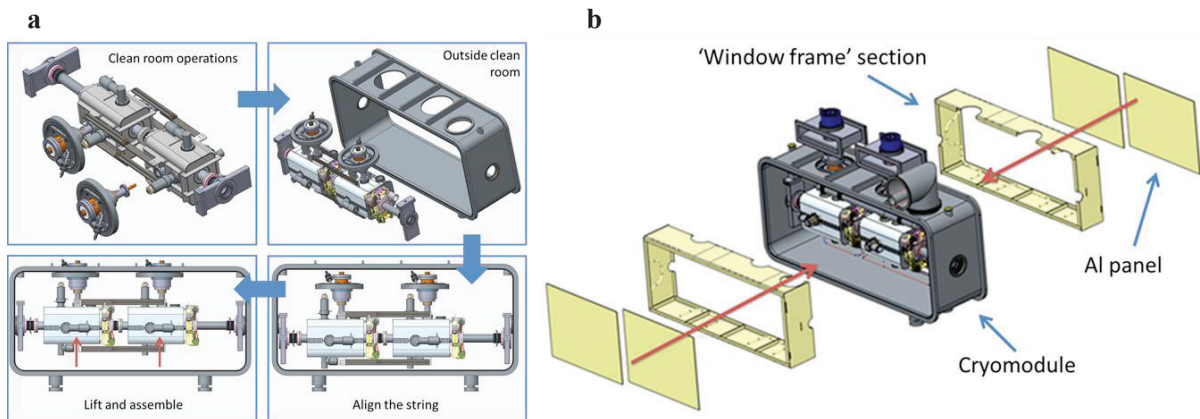 a
Clean room operations
Outside clean
room
Lift and assemble
Align the string
b
‘Window frame’ section
Al panel
Cryomodule